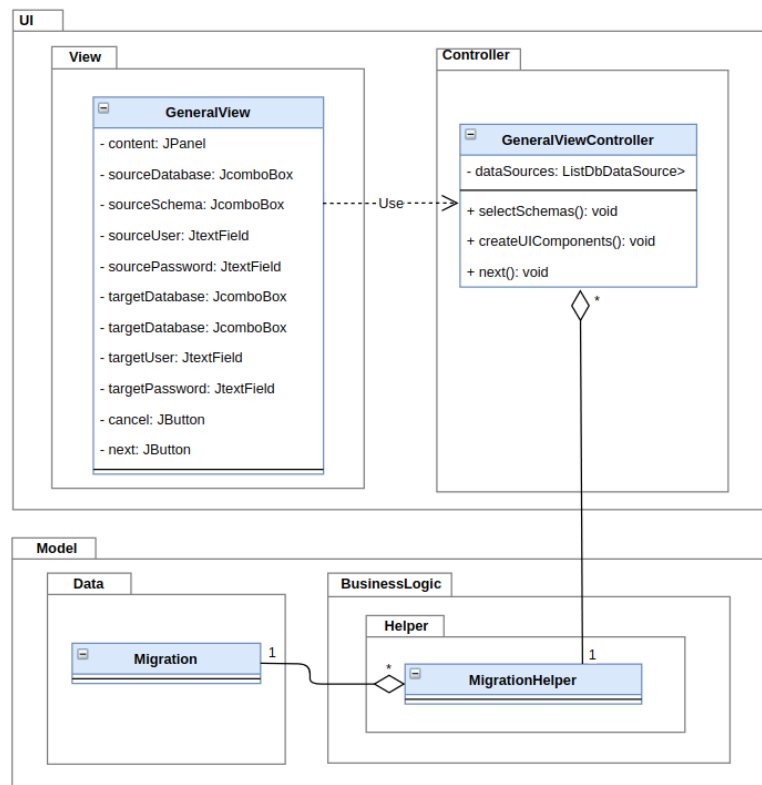 UI
View
GeneralView
- content: JPanel
- sourceDatabase: JcomboBox
- sourceSchema: JcomboBox
- sourceUser: JtextField
- sourcePassword: JtextField
- targetDatabase: JcomboBox
- targetDatabase: JcomboBox
- targetUser: JtextField
- targetPassword: JtextField
- cancel: JButton
- next: JButton
Use
Controller
GeneralViewController
- dataSources: ListDbDataSource>
+ selectSchemas(): void
+ createUIComponents(): void
+ next(): void
*
Model
Data
Migration
1
BusinessLogic
Helper
*
1
MigrationHelper